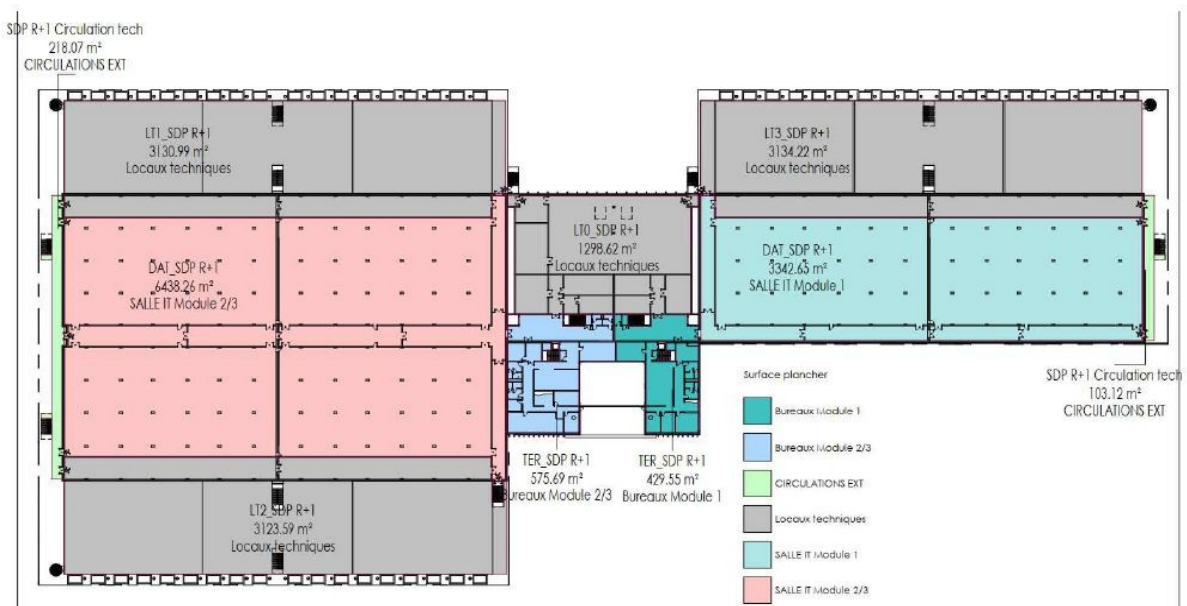 SDP R+1 Circulation tech
218.07 m²
CIRCULATIONS EXT
LT1_SDP R+1
3130.99 m²
Locaux techniques
LT3_SDP R+1
3134.22 m²
Locaux techniques
LT0_SDP R+1
1298.62 m²
Locaux techniques
DAT_SDP R+1
6438.26 m²
SALLE IT Module 2/3
DAT_SDP R+1
3342.65 m²
SALLE IT Module 1
SDP R+1 Circulation tech
103.12 m²
CIRCULATIONS EXT
TER_SDP R+1
575.69 m²
Bureaux Module 2/3
TER_SDP R+1
429.55 m²
Bureaux Module 1
LT2_SDP R+1
3123.59 m²
Locaux techniques
Surface plancher
Bureaux Module 1
Bureaux Module 2/3
CIRCULATIONS EXT
Locaux techniques
SALLE IT Module 1
SALLE IT Module 2/3